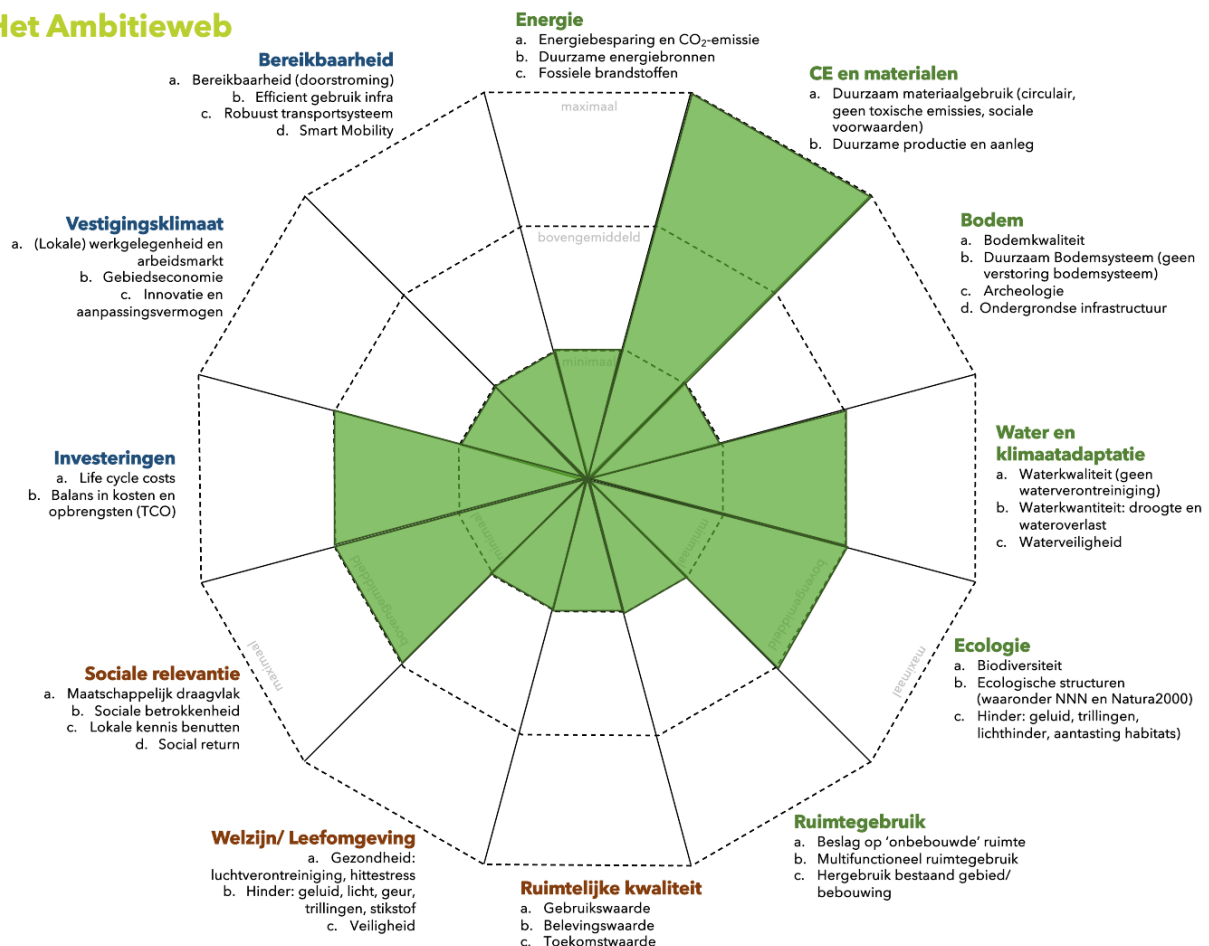 Het Ambitieweb
Energie
a. Energiebesparing en CO₂-emissie
b. Duurzame energiebronnen
c. Fossiele brandstoffen
CE en materialen
a. Duurzaam materiaalgebruik (circulair,
geen toxische emissies, sociale
voorwaarden)
b. Duurzame productie en aanleg
Bodem
a. Bodemkwaliteit
b. Duurzaam Bodemsysteem (geen
verstoring bodemsysteem)
c. Archeologie
d. Ondergrondse infrastructuur
Water en
klimaatadaptatie
a. Waterkwaliteit (geen
waterverontreiniging)
b. Waterkwantiteit: droogte en
wateroverlast
c. Waterveiligheid
Ecologie
a. Biodiversiteit
b. Ecologische structuren
(waaronder NNN en Natura2000)
c. Hinder: geluid, trillingen,
lichthinder, aantasting habitats)
Ruimtegebruik
a. Beslag op ‘onbebouwde’ ruimte
b. Multifunctioneel ruimtegebruik
c. Hergebruik bestaand gebied/
bebouwing
Ruimtelijke kwaliteit
a. Gebruikswaarde
b. Belevingswaarde
c. Toekomstwaarde
Welzijn/ Leefomgeving
a. Gezondheid:
luchtverontreiniging, hittestress
b. Hinder: geluid, licht, geur,
trillingen, stikstof
c. Veiligheid
Sociale relevantie
a. Maatschappelijk draagvlak
b. Sociale betrokkenheid
c. Lokale kennis benutten
d. Social return
Investeringen
a. Life cycle costs
b. Balans in kosten en
opbrengsten (TCO)
Vestigingsklimaat
a. (Lokale) werkgelegenheid en
arbeidsmarkt
b. Gebiedseconomie
c. Innovatie en
aanpassingsvermogen
Bereikbaarheid
a. Bereikbaarheid (doorstroming)
b. Efficient gebruik infra
c. Robuust transportsysteem
d. Smart Mobility
maximaal
bovengemiddeld
minimaal
minimaal
bovengemiddeld
maximaal
minimaal
bovengemiddeld
maximaal